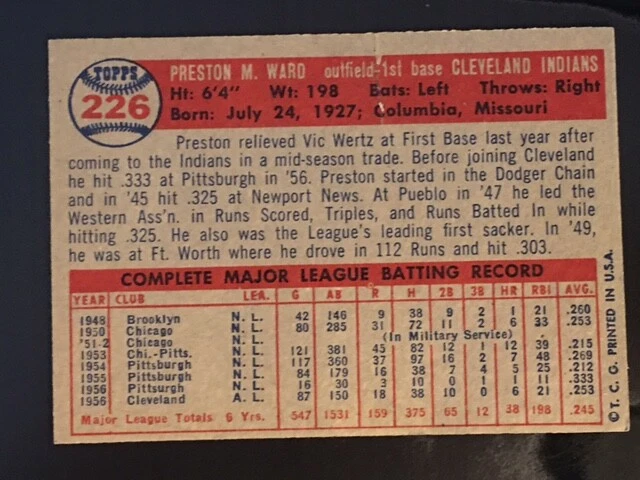 TOPPS
226
PRESTON M. WARD outfield-1st base CLEVELAND INDIANS
Ht: 6'4" Wt: 198 Bats: Left Throws: Right
Born: July 24, 1927; Columbia, Missouri
Preston relieved Vic Wertz at First Base last year after
coming to the Indians in a mid-season trade. Before joining Cleveland
he hit .333 at Pittsburgh in '56. Preston started in the Dodger Chain
and in '45 hit .325 at Newport News. At Pueblo in '47 he led the
Western Ass'n. in Runs Scored, Triples, and Runs Batted In while
hitting .325. He also was the League's leading first sacker. In '49,
he was at Ft. Worth where he drove in 112 Runs and hit .303.
COMPLETE MAJOR LEAGUE BATTING RECORD
YEAR CLUB LEA. G AB R H 2B 3B HR RBI AVG.
1948 Brooklyn N. L. 42 146 9 38 9 2 1 21 .260
1950 Chicago N. L. 80 285 31 72 11 2 6 33 .253
'51-2 Chicago N. L. (In Military Service)
1953 Chi.-Pitts. N. L. 121 381 45 82 12 1 12 39 .215
1954 Pittsburgh N. L. 117 360 37 97 16 2 7 48 .269
1955 Pittsburgh N. L. 84 179 16 38 7 4 5 25 .212
1956 Pittsburgh N. L. 16 30 3 10 0 1 1 11 .333
1956 Cleveland A. L. 87 150 18 38 10 0 6 21 .253
Major League Totals 6 Yrs. 547 1531 159 375 65 12 38 198 .245
© T. C. G. PRINTED IN U.S.A.